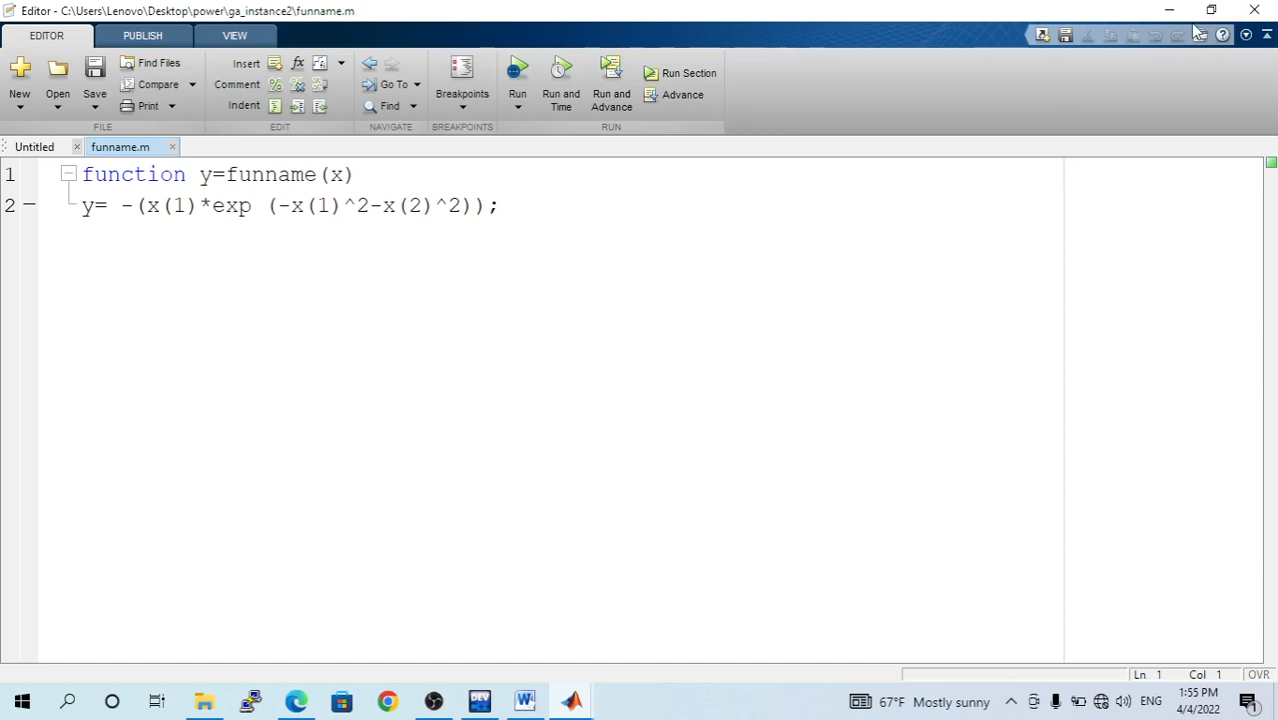 Editor - C:\Users\Lenovo\Desktop\power\ga_instance2\funname.m
EDITOR PUBLISH VIEW
New Open Save Find Files Compare Print
Insert Comment Indent
Go To Find
Breakpoints
Run Run and Time Run and Advance Run Section Advance
FILE EDIT NAVIGATE BREAKPOINTS RUN
Untitled funname.m
1 function y=funname(x)
2 y= -(x(1)*exp (-x(1)^2-x(2)^2));
Ln 1 Col 1 OVR
DEV W 67°F Mostly sunny ENG 1:55 PM
4/4/2022 1